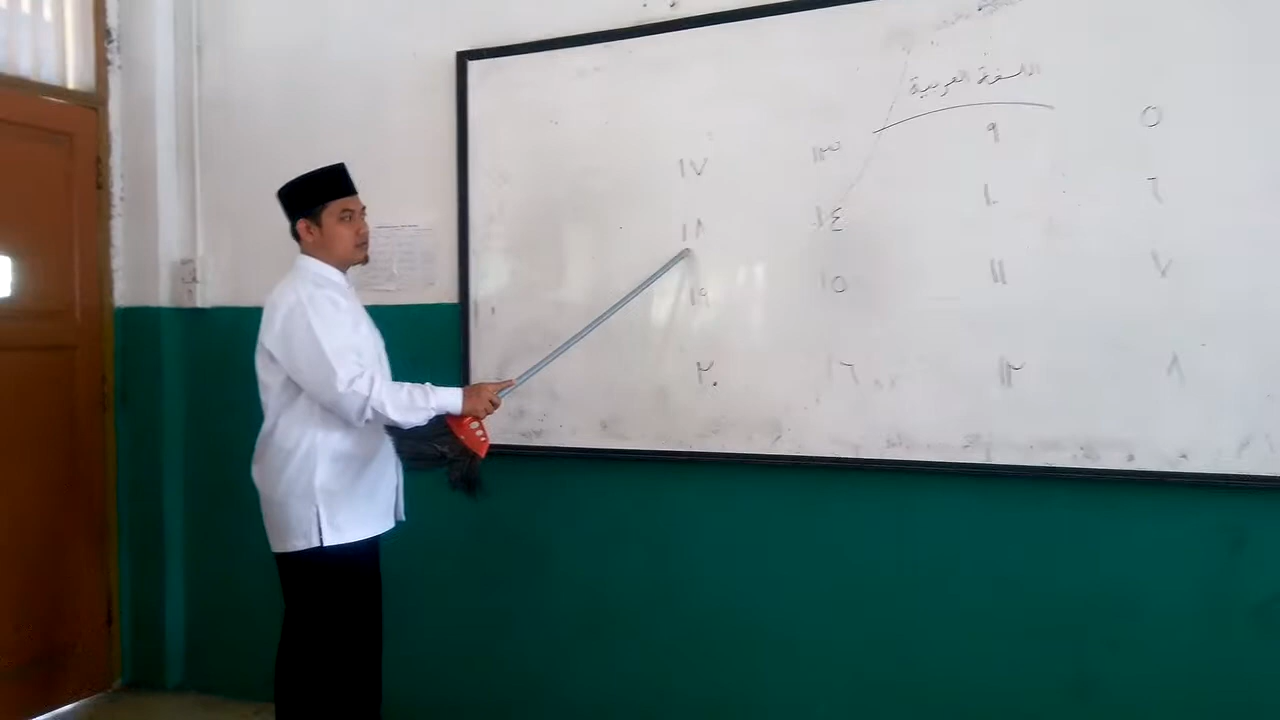 اللغة العربية
٥ ٩ ١٣ ١٧
٦ ١٠ ١٤ ١٨
٧ ١١ ١٥ ١٩
٨ ١٢ ١٦ ٢٠